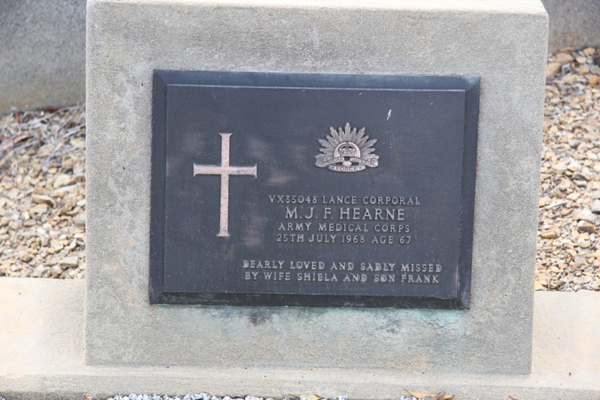 VX35048 LANCE CORPORAL
M. J. F. HEARNE
ARMY MEDICAL CORPS
25TH JULY 1968 AGE 67
DEARLY LOVED AND SADLY MISSED
BY WIFE SHIELA AND SON FRANK